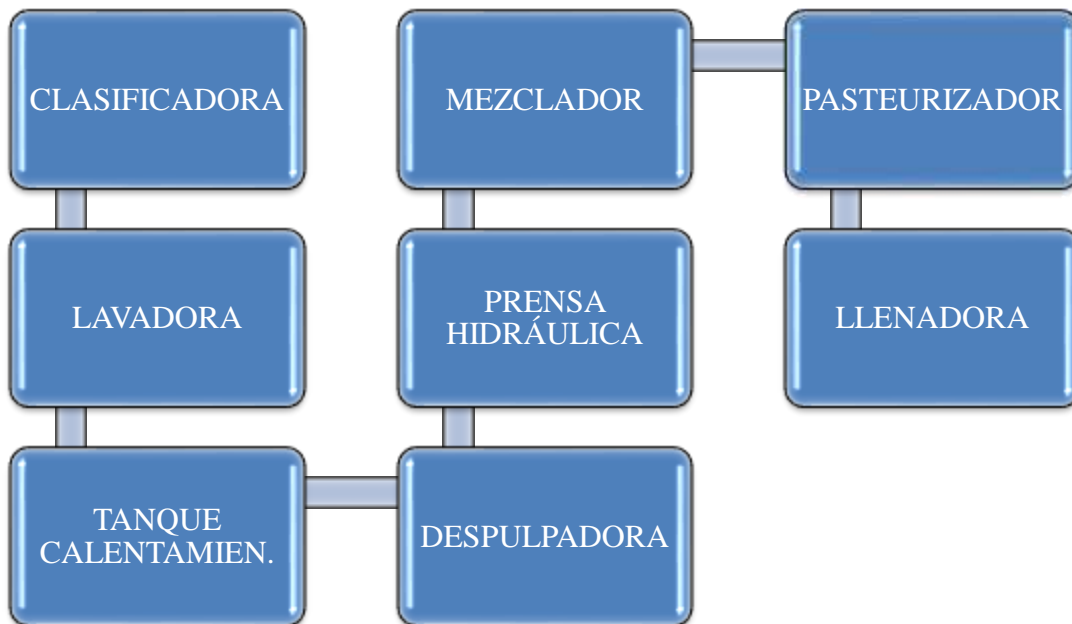 CLASIFICADORA
LAVADORA
TANQUE
CALENTAMIEN.
DESPULPADORA
PRENSA
HIDRÁULICA
MEZCLADOR
PASTEURIZADOR
LLENADORA